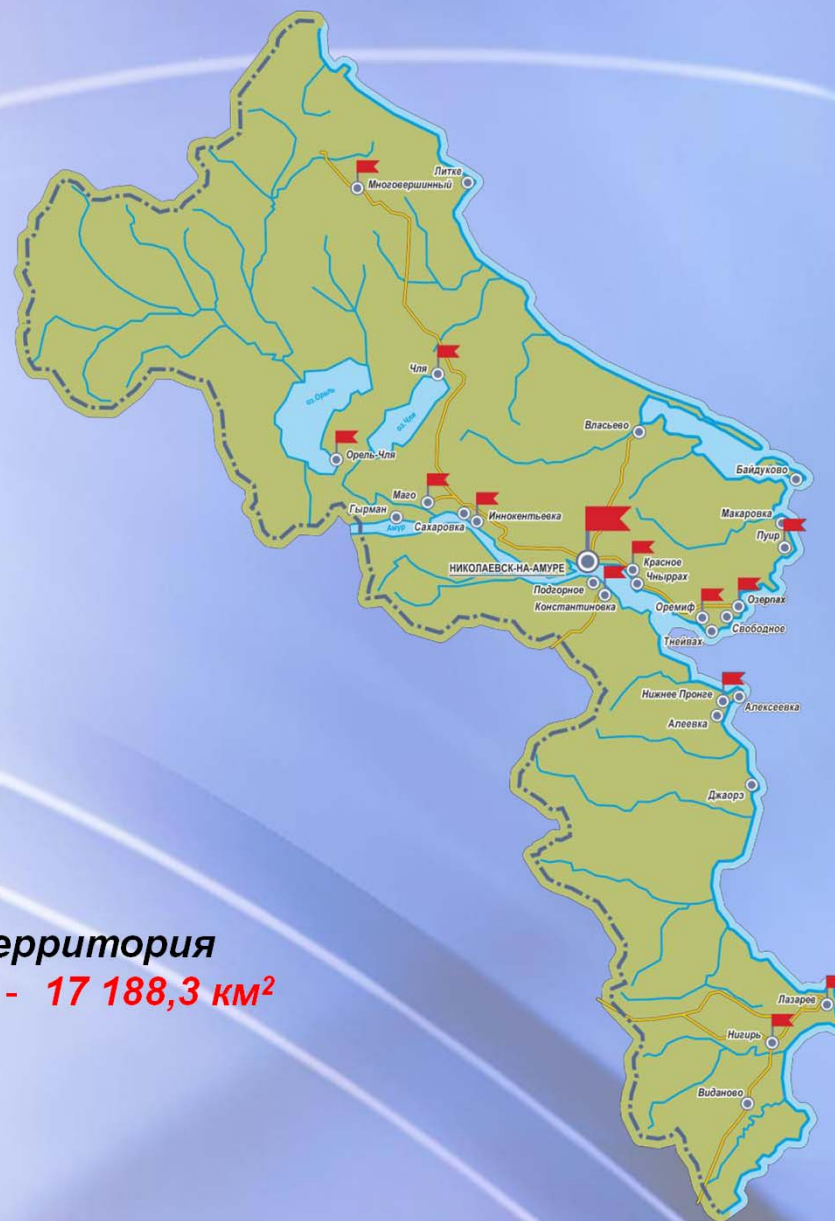 Литке
Многовершинный
Чля
оз.Орель
оз.Чля
Власьево
Орель-Чля
Байдуково
Маго
Гырман
Иннокентьевка
Макаровка
Амур
Сахаровка
Пуир
НИКОЛАЕВСК-НА-АМУРЕ
Красное
Чныррах
Подгорное
Константиновка
Оремиф
Озерпах
Свободное
Тнейвах
Нижнее Пронге
Алексеевка
Алеевка
Джаорэ
ерритория
- 17 188,3 км²
Лазарев
Нигирь
Виданово